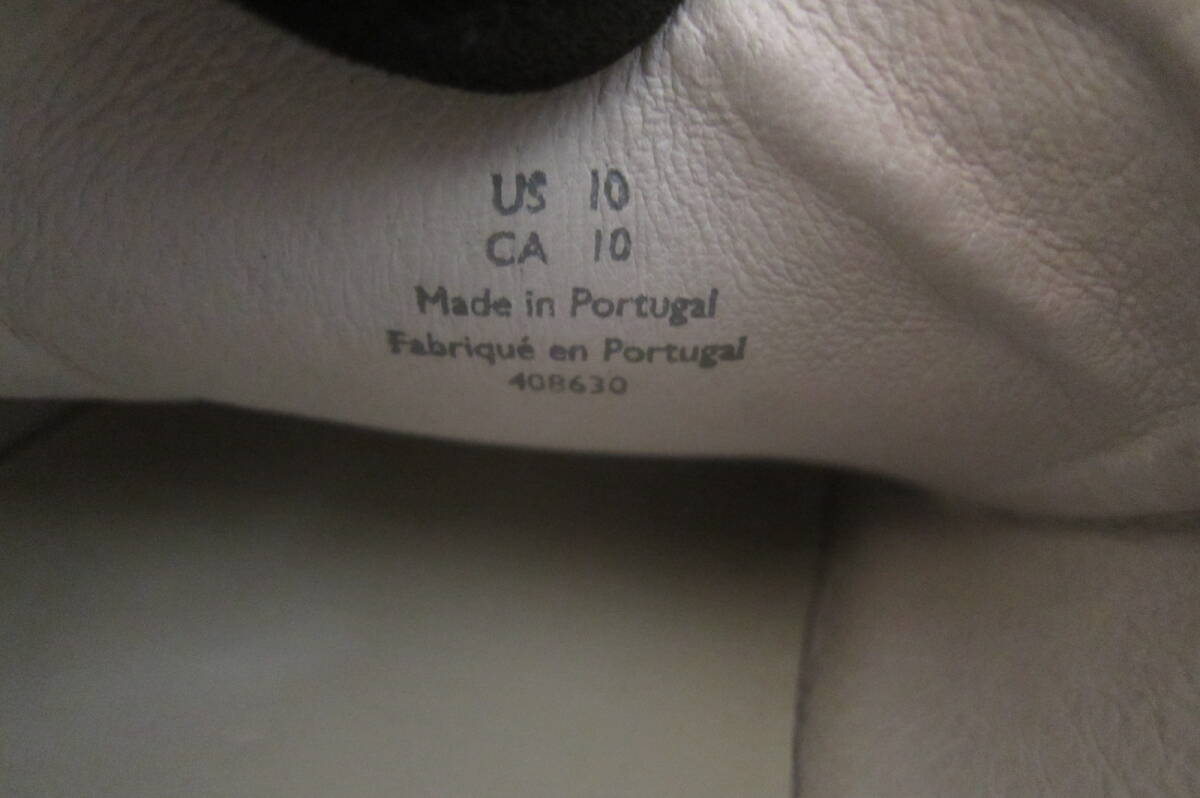 US 10
CA 10
Made in Portugal
Fabriqué en Portugal
408630